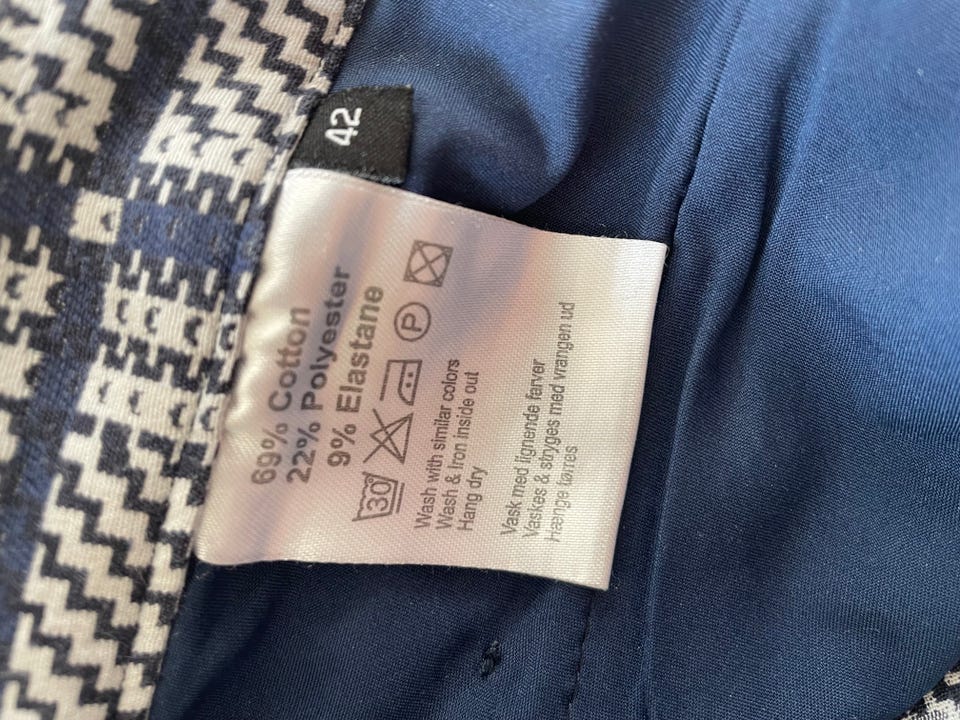 42
69% Cotton
22% Polyester
9% Elastane
30 P
Wash with similar colors
Wash & Iron inside out
Hang dry
Vask med lignende farver
Vaskes & stryges med vrangen ud
Hænge tørres